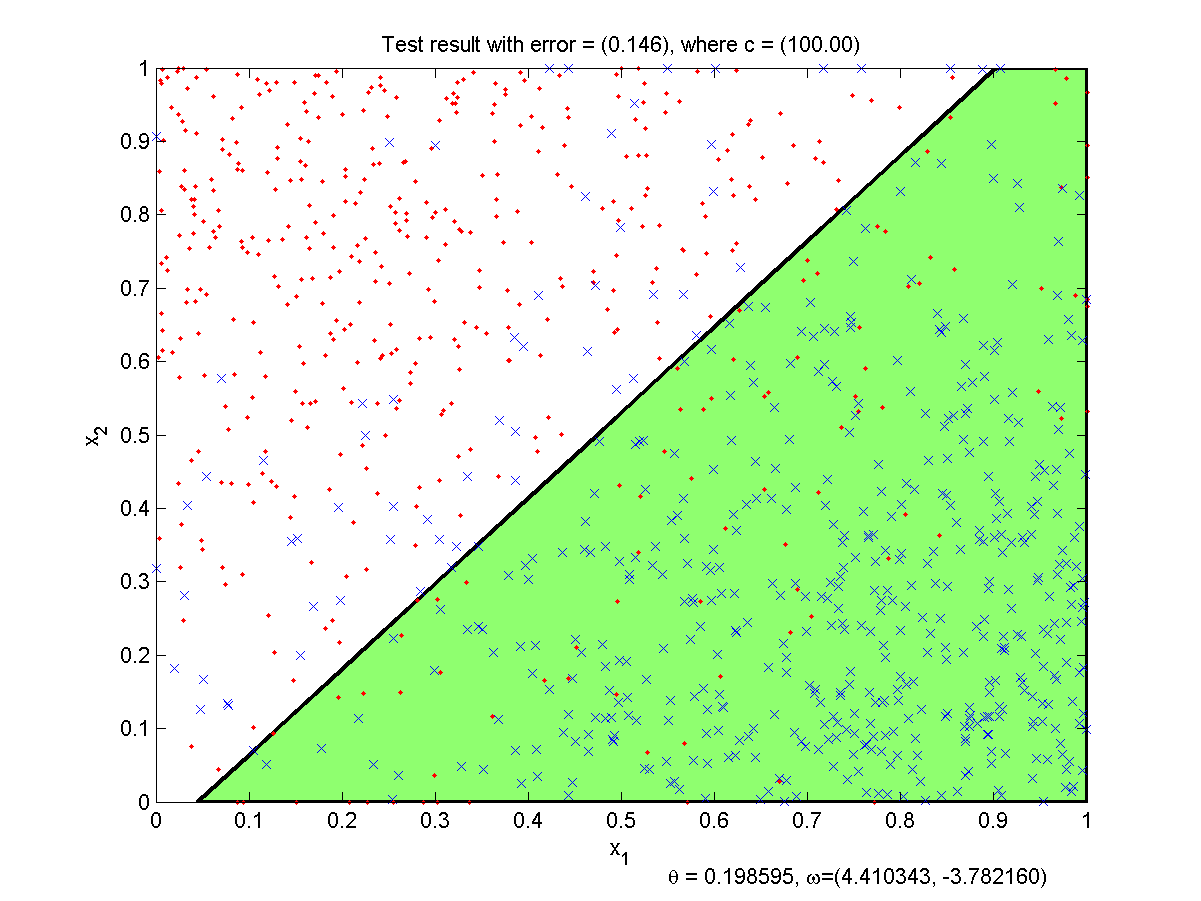 Test result with error = (0.146), where c = (100.00)
1
0.9
0.8
0.7
0.6
0.5
0.4
0.3
0.2
0.1
0
x₂
0 0.1 0.2 0.3 0.4 0.5 0.6 0.7 0.8 0.9 1
x₁
θ = 0.198595, ω=(4.410343, -3.782160)